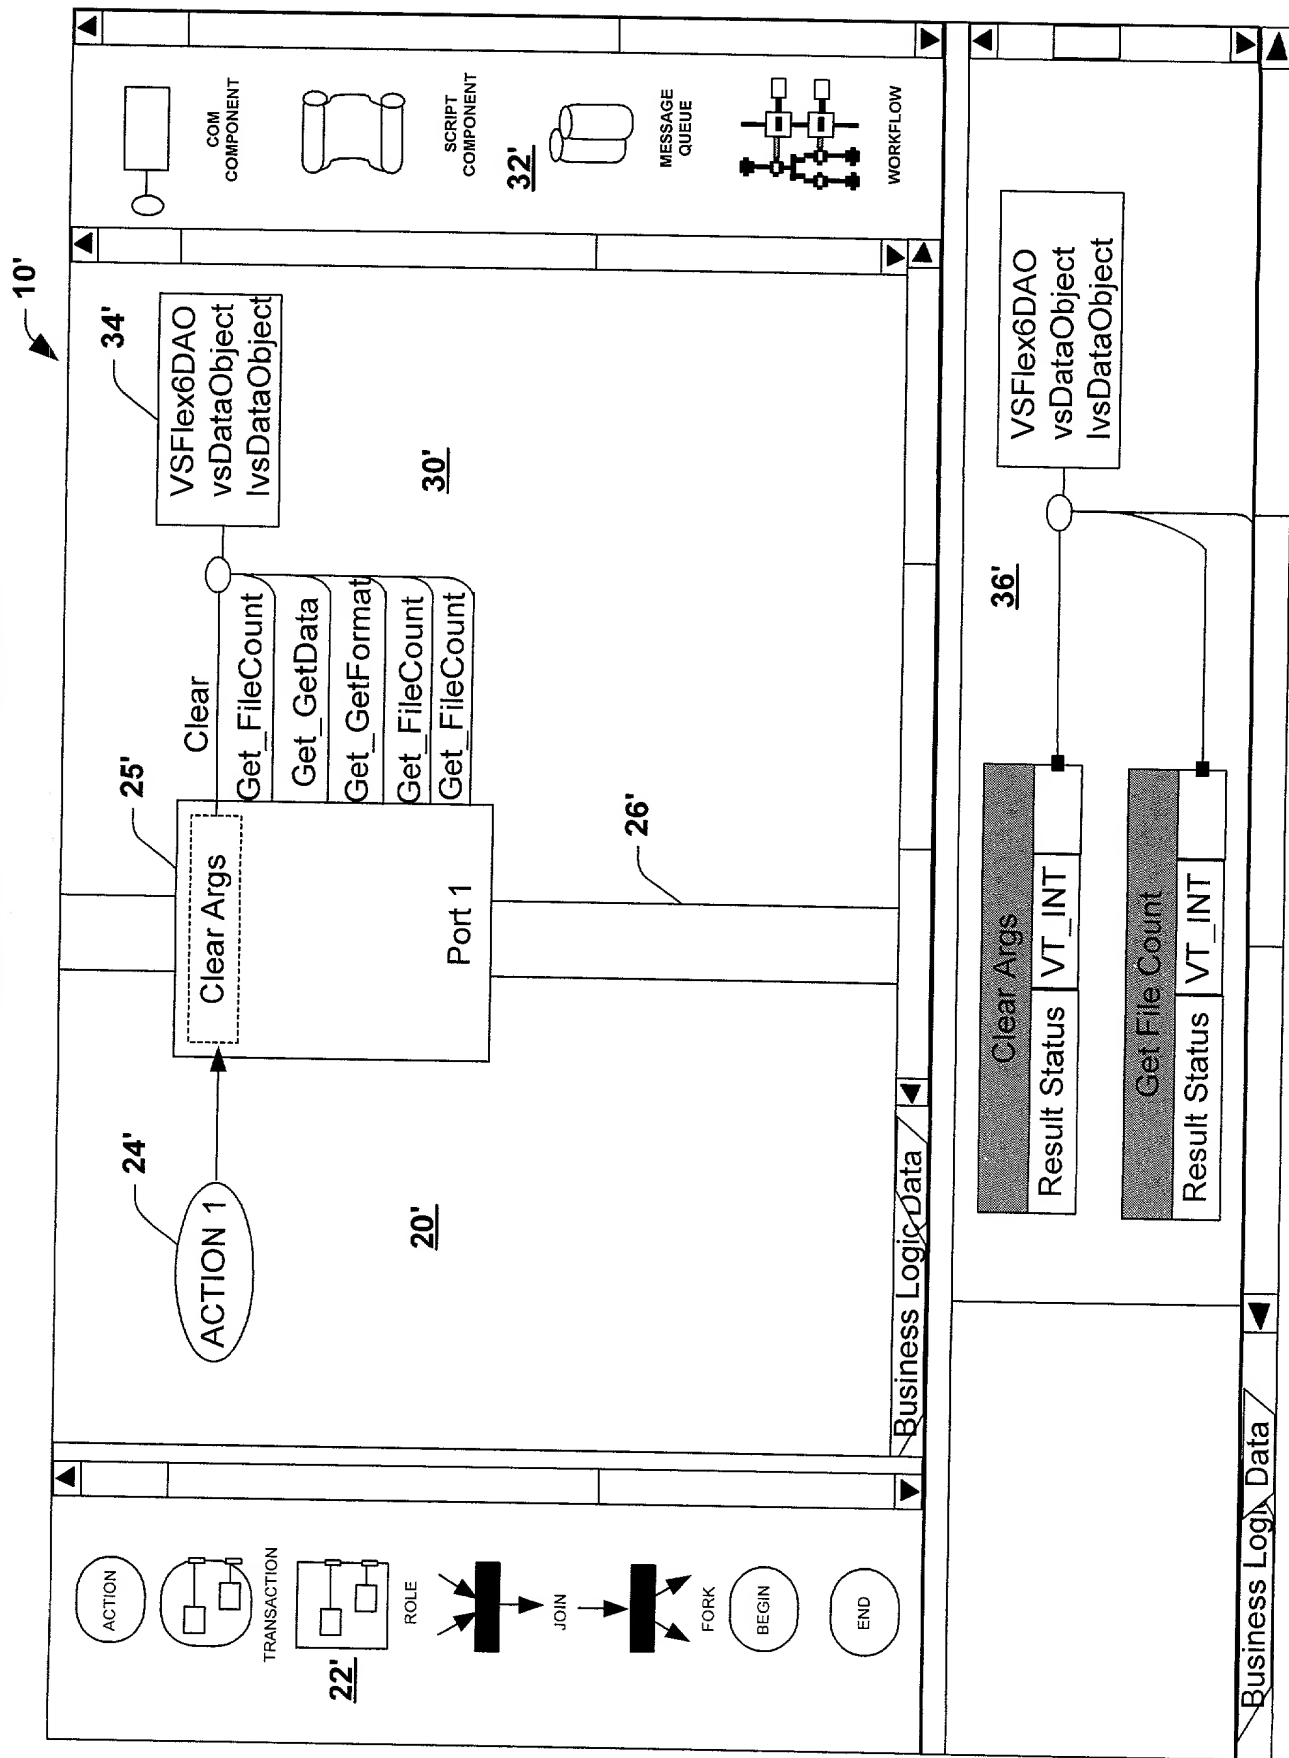 10'
ACTION
TRANSACTION
22'
ROLE
JOIN
FORK
BEGIN
END
24'
ACTION 1
20'
25'
Clear Args
Port 1
26'
Clear
Get_FileCount
Get_GetData
Get_GetFormat
Get_FileCount
Get_FileCount
34'
VSFlex6DAO
vsDataObject
IvsDataObject
30'
COM
COMPONENT
SCRIPT
COMPONENT
32'
MESSAGE
QUEUE
WORKFLOW
Business Logic Data
36'
Clear Args
Result Status VT_INT
Get File Count
Result Status VT_INT
VSFlex6DAO
vsDataObject
IvsDataObject
Business Logic Data